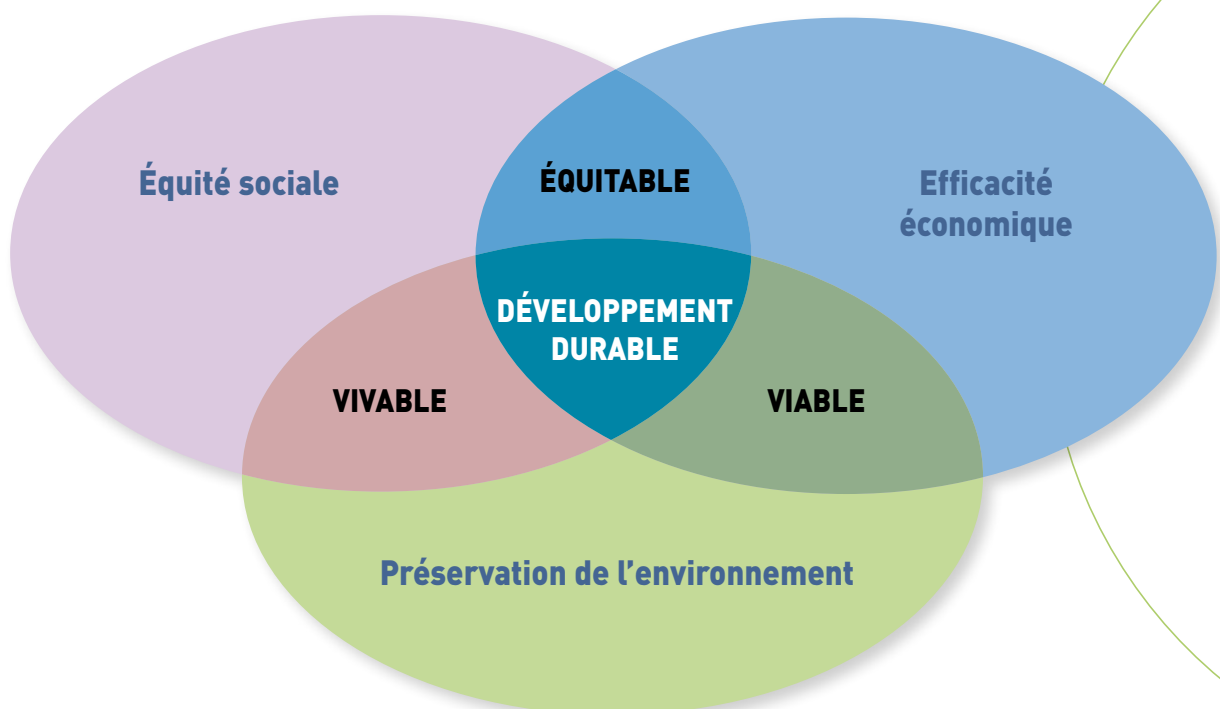 Équité sociale
ÉQUITABLE
Efficacité
économique
DÉVELOPPEMENT
DURABLE
VIVABLE
VIABLE
Préservation de l’environnement